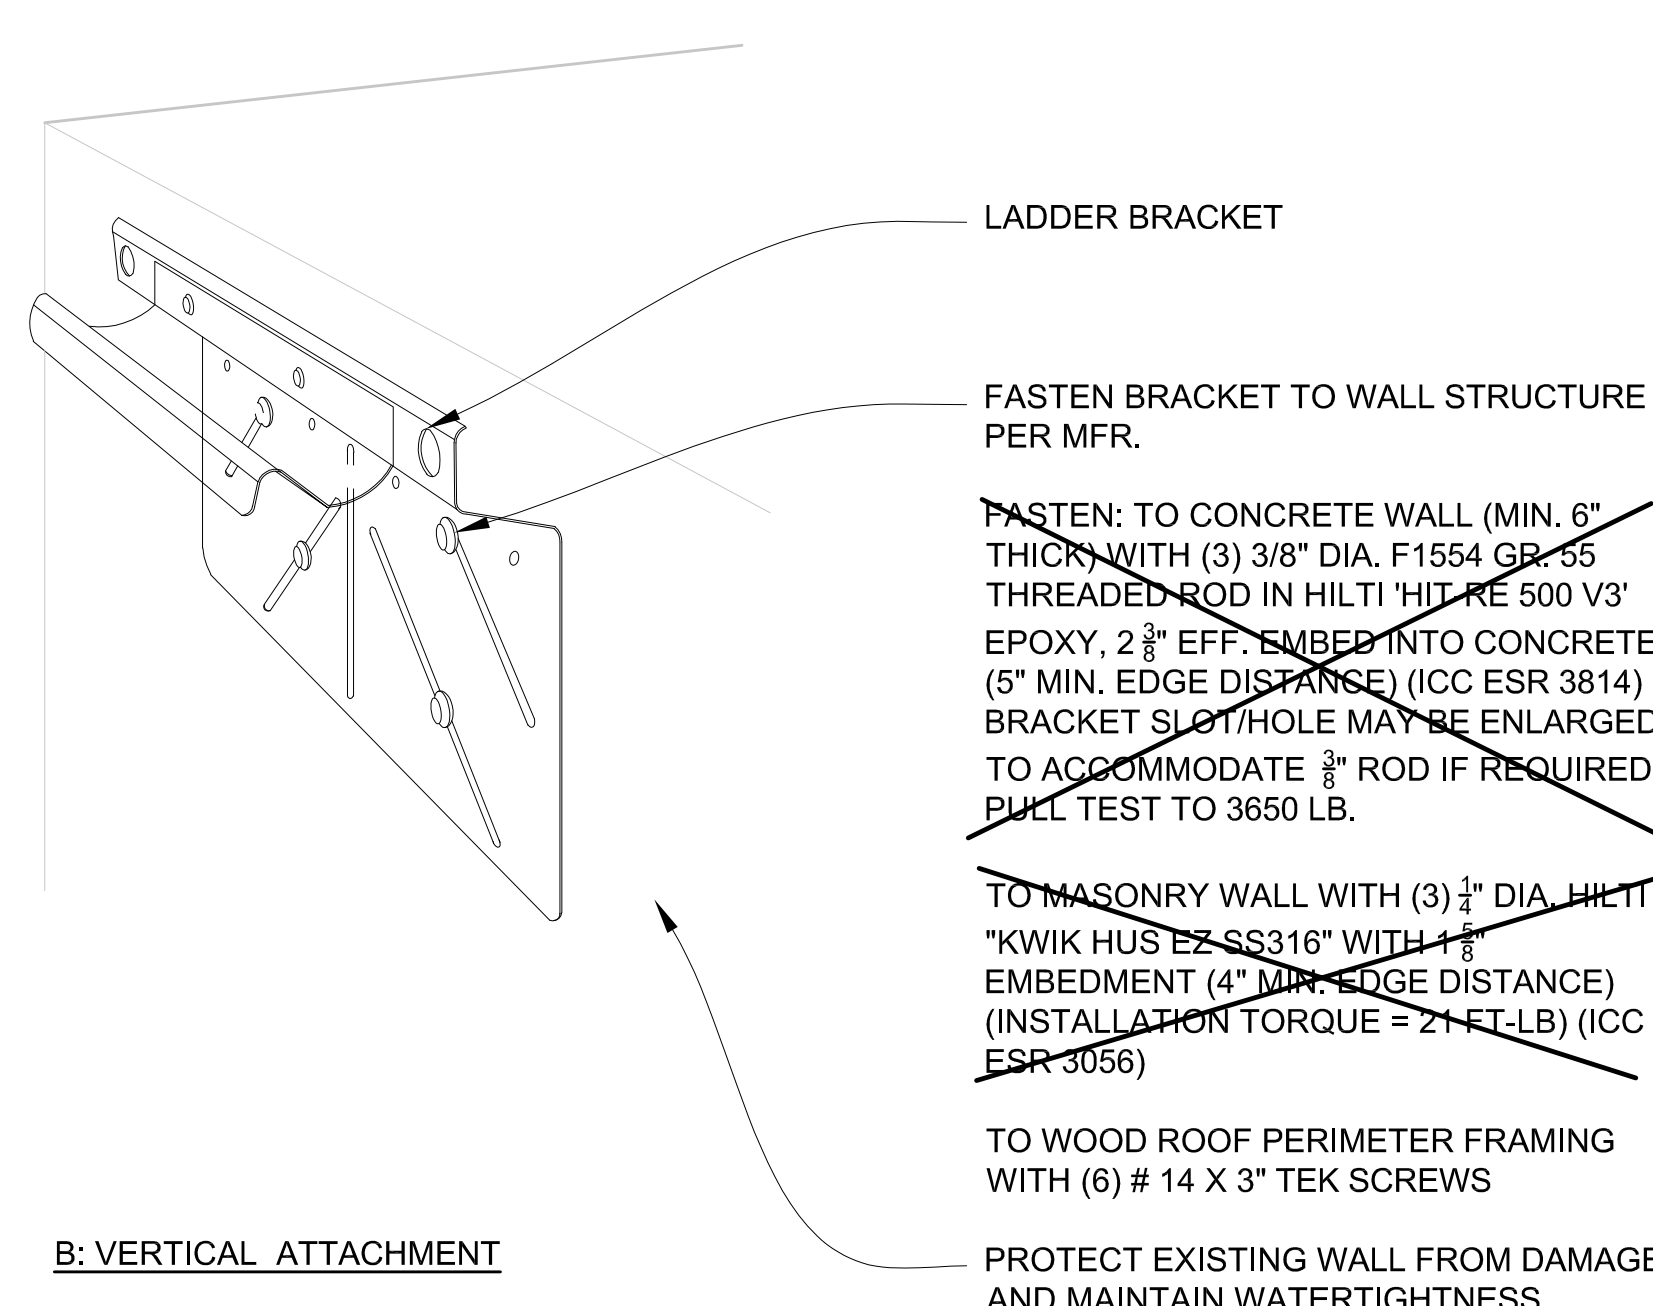 LADDER BRACKET
FASTEN BRACKET TO WALL STRUCTURE
PER MFR.
FASTEN: TO CONCRETE WALL (MIN. 6"
THICK) WITH (3) 3/8" DIA. F1554 GR. 55
THREADED ROD IN HILTI 'HIT-RE 500 V3'
EPOXY, 2 3/8" EFF. EMBED INTO CONCRETE
(5" MIN. EDGE DISTANCE) (ICC ESR 3814)
BRACKET SLOT/HOLE MAY BE ENLARGED
TO ACCOMMODATE 3/8" ROD IF REQUIRED
PULL TEST TO 3650 LB.
TO MASONRY WALL WITH (3) 1/4" DIA. HILTI
"KWIK HUS EZ SS316" WITH 1 5/8"
EMBEDMENT (4" MIN. EDGE DISTANCE)
(INSTALLATION TORQUE = 21 FT-LB) (ICC
ESR 3056)
TO WOOD ROOF PERIMETER FRAMING
WITH (6) # 14 X 3" TEK SCREWS
PROTECT EXISTING WALL FROM DAMAGE
AND MAINTAIN WATERTIGHTNESS
B: VERTICAL ATTACHMENT